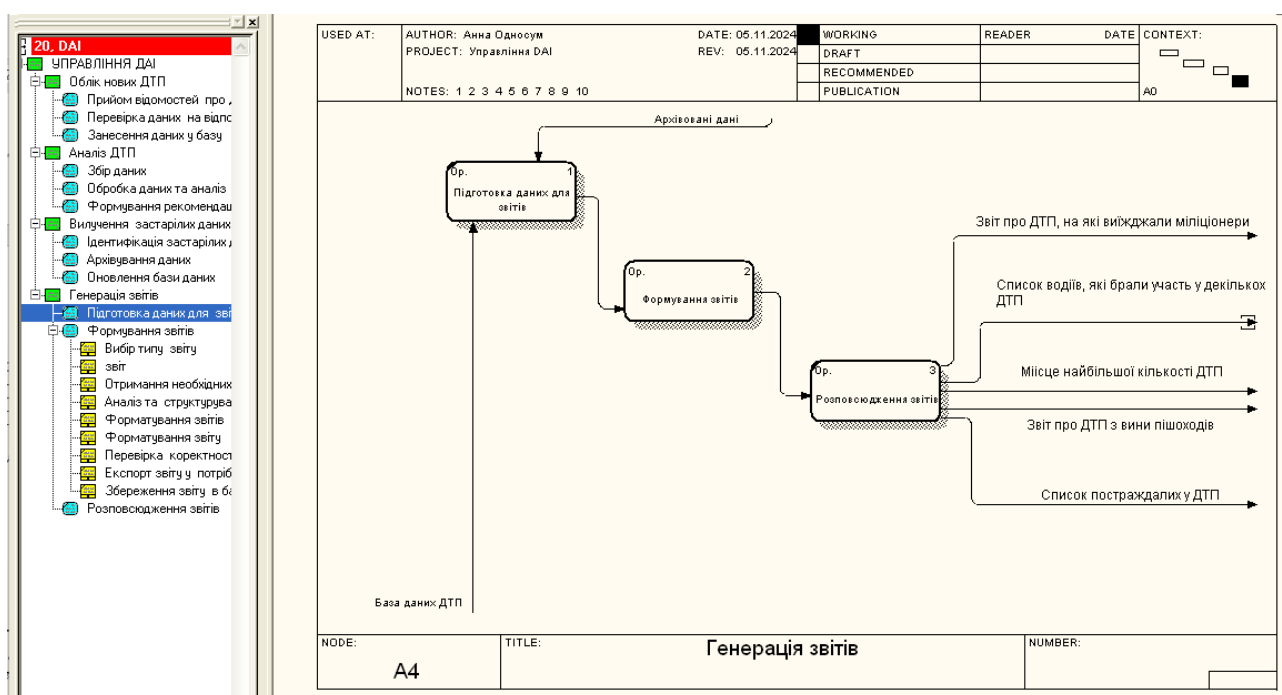 20, DAI
УПРАВЛІННЯ ДАІ
Облік нових ДТП
Прийом відомостей про
Перевірка даних на відпо
Занесення даних у базу
Аналіз ДТП
Збір даних
Обробка даних та аналіз
Формування рекомендац
Вилучення застарілих даних
Ідентифікація застарілих
Архівування даних
Оновлення бази даних
Генерація звітів
Підготовка даних для зві
Формування звітів
Вибір типу звіту
звіт
Отримання необхідних
Аналіз та структурува
Форматування звітів
Форматування звіту
Перевірка коректност
Експорт звіту у потріб
Збереження звіту в ба
Розповсюдження звітів
USED AT:
AUTHOR: Анна Односум
DATE: 05.11.2024
PROJECT: Управління DAI
REV: 05.11.2024
NOTES: 1 2 3 4 5 6 7 8 9 10
WORKING
DRAFT
RECOMMENDED
PUBLICATION
READER DATE
CONTEXT:
A0
Архівовані дані
0р. 1
Підготовка даних для
звітів
0р. 2
Формування звітів
0р. 3
Розповсюдження звітів
Звіт про ДТП, на які виїжджали міліціонери
Список водіїв, які брали участь у декількох
ДТП
Міісце найбільшої кількості ДТП
Звіт про ДТП з вини пішоходів
Список постраждалих у ДТП
База даних ДТП
NODE:
A4
TITLE:
Генерація звітів
NUMBER: